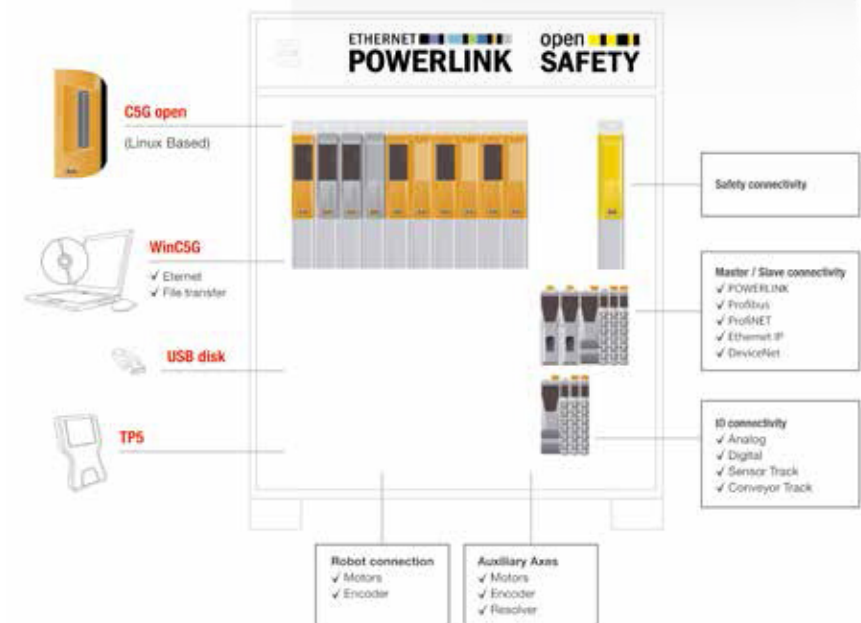 ETHERNET
POWERLINK
open
SAFETY
C5G open
(Linux Based)
WinC5G
✓ Eternet
✓ File transfer
USB disk
TP5
Safety connectivity
Master / Slave connectivity
✓ POWERLINK
✓ Profibus
✓ ProfiNET
✓ Ethernet IP
✓ DeviceNet
IO connectivity
✓ Analog
✓ Digital
✓ Sensor Track
✓ Conveyor Track
Robot connection
✓ Motors
✓ Encoder
Auxiliary Axes
✓ Motors
✓ Encoder
✓ Resolver